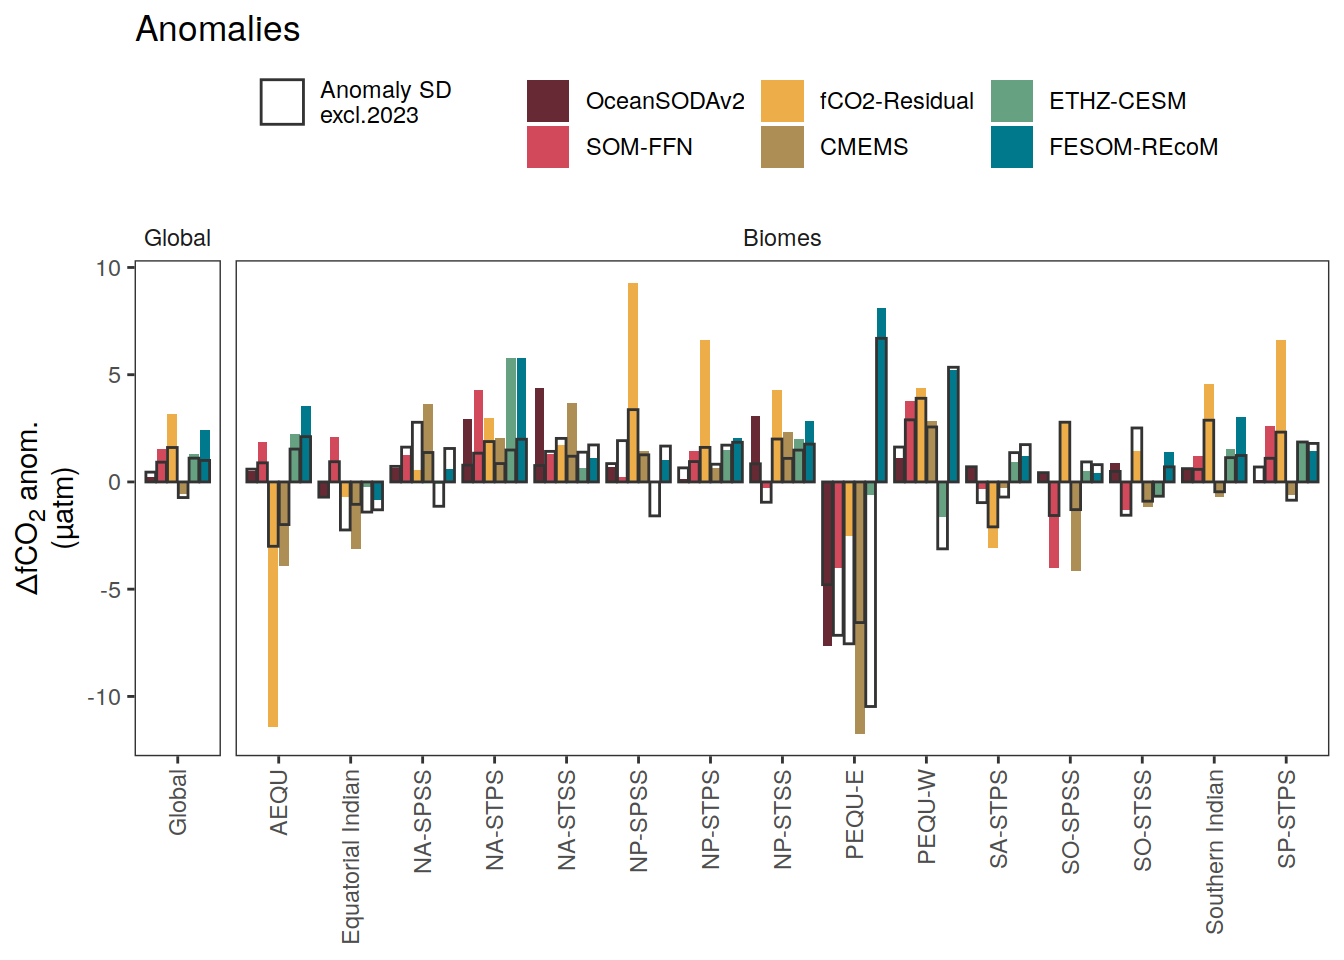 Anomalies
Anomaly SD
excl.2023
OceanSODAv2
SOM-FFN
fCO2-Residual
CMEMS
ETHZ-CESM
FESOM-REcoM
Global
Biomes
10
5
0
-5
-10
ΔfCO₂ anom.
(µatm)
Global
AEQU
Equatorial Indian
NA-SPSS
NA-STPS
NA-STSS
NP-SPSS
NP-STPS
NP-STSS
PEQU-E
PEQU-W
SA-STPS
SO-SPSS
SO-STSS
Southern Indian
SP-STPS